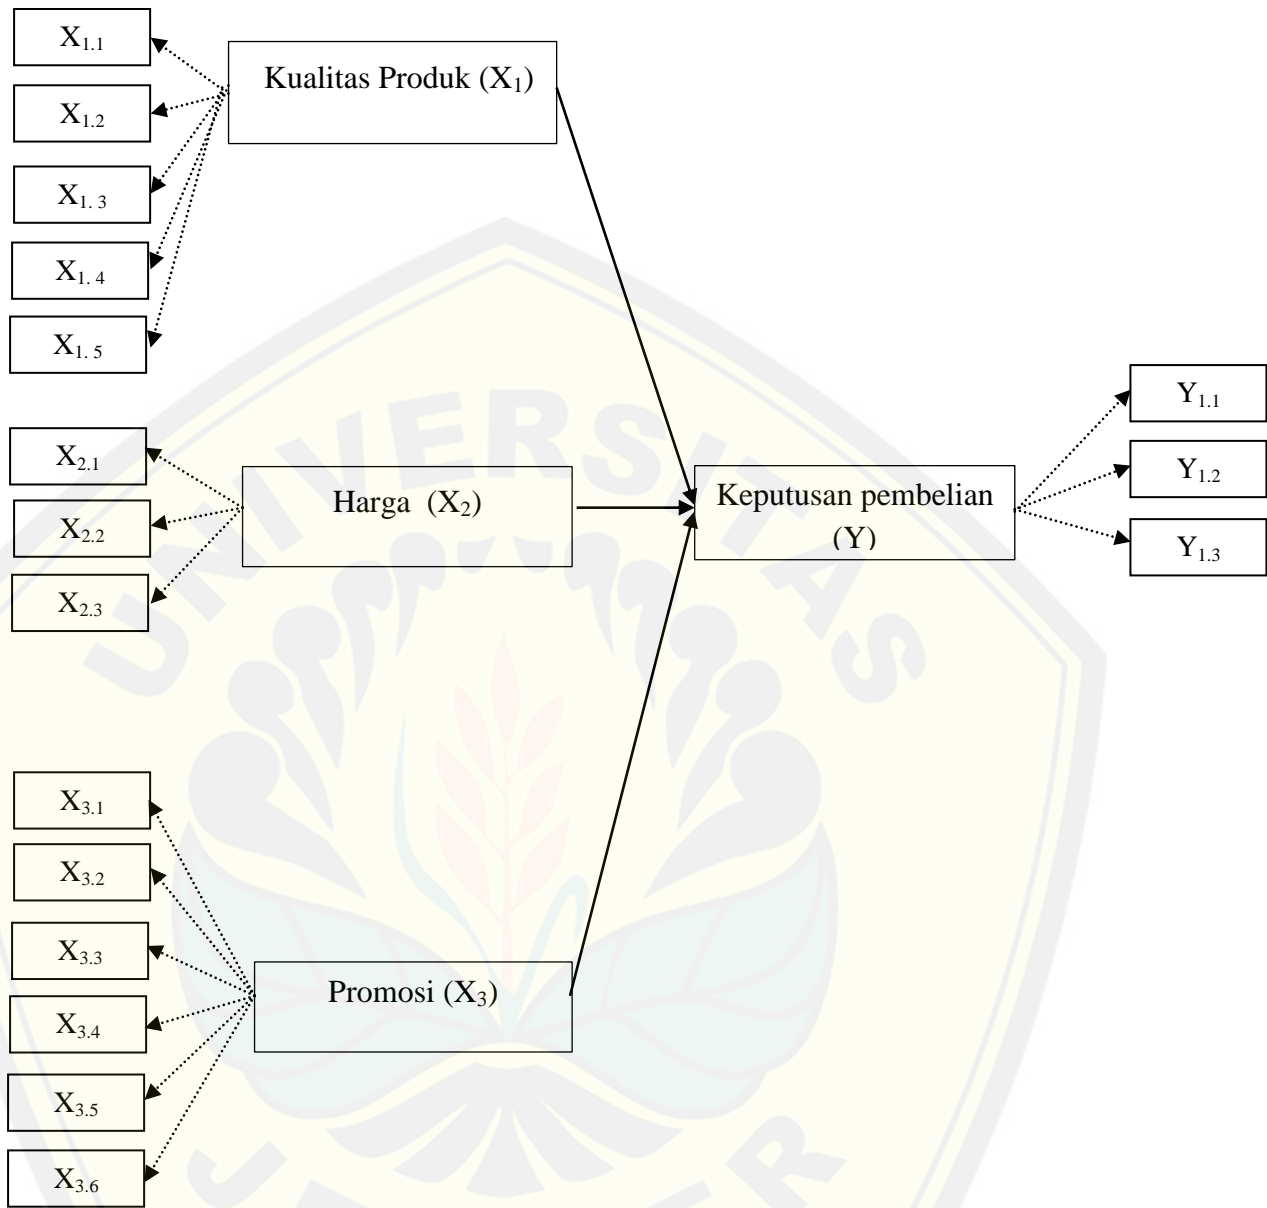 X1.1
Kualitas Produk (X1)
X1.2
X1. 3
X1. 4
X1. 5
Y1.1
X2.1
Harga (X2)
Keputusan pembelian
(Y)
Y1.2
X2.2
Y1.3
X2.3
X3.1
X3.2
X3.3
Promosi (X3)
X3.4
X3.5
X3.6
UNIVERSITAS
JEMBER